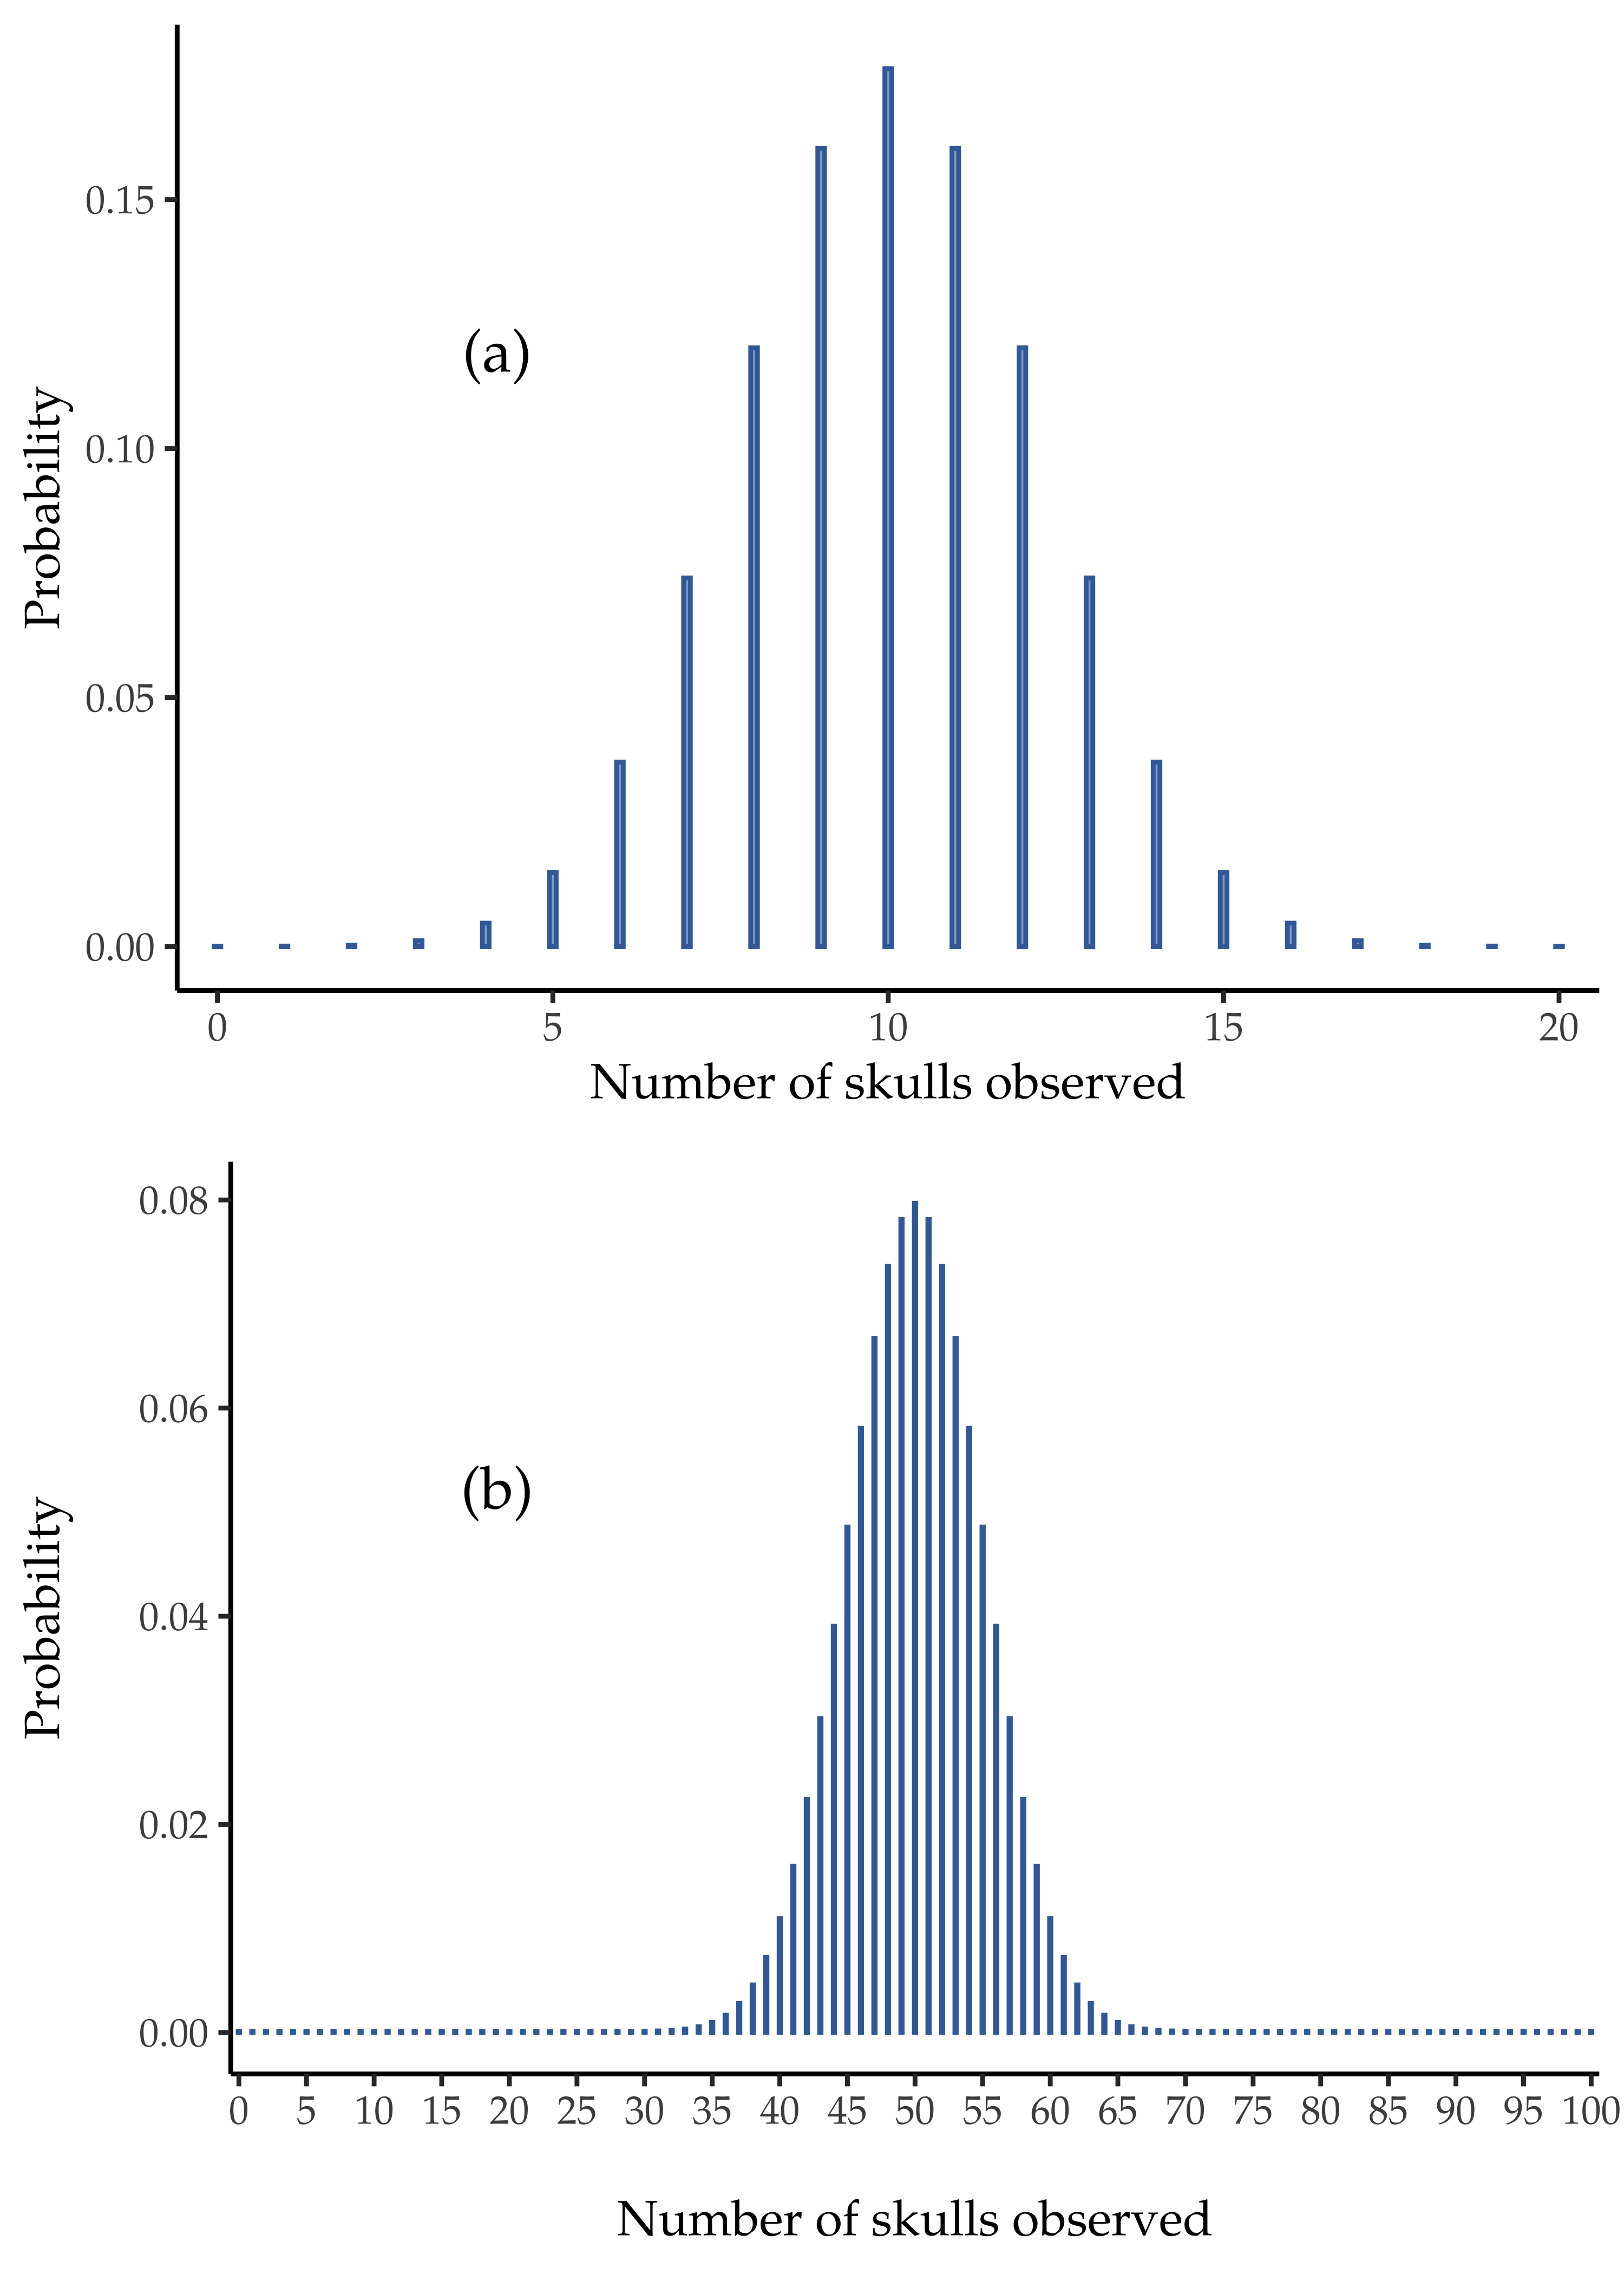 0.15
(a)
0.10
Probability
0.05
0.00
0 5 10 15 20
Number of skulls observed
0.08
0.06
(b)
Probability
0.04
0.02
0.00
0 5 10 15 20 25 30 35 40 45 50 55 60 65 70 75 80 85 90 95 100
Number of skulls observed